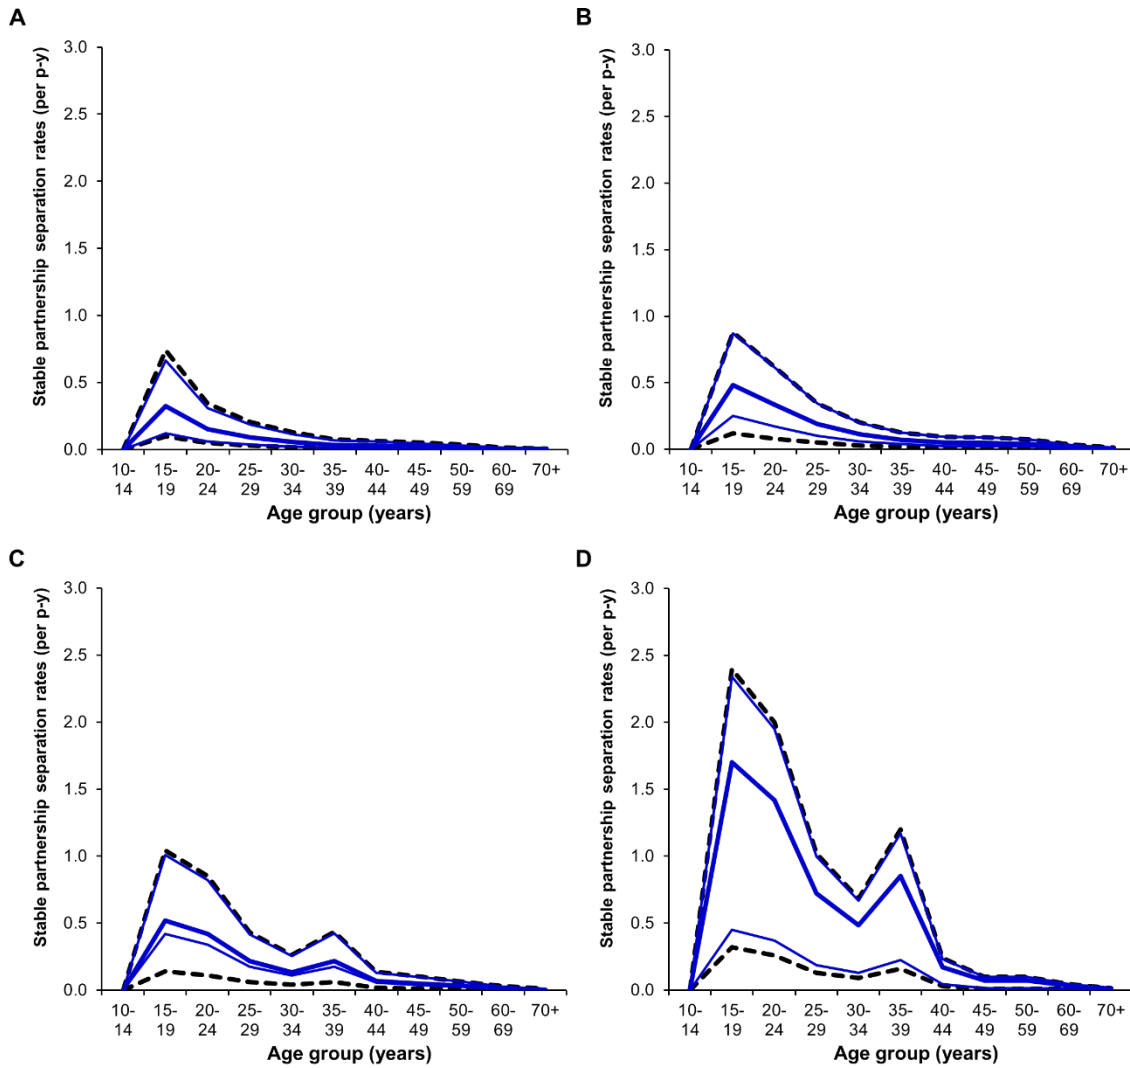 A
Stable partnership separation rates (per p-y)
3.0
2.5
2.0
1.5
1.0
0.5
0.0
10- 15- 20- 25- 30- 35- 40- 45- 50- 60- 70+
14 19 24 29 34 39 44 49 59 69
Age group (years)
B
Stable partnership separation rates (per p-y)
3.0
2.5
2.0
1.5
1.0
0.5
0.0
10- 15- 20- 25- 30- 35- 40- 45- 50- 60- 70+
14 19 24 29 34 39 44 49 59 69
Age group (years)
C
Stable partnership separation rates (per p-y)
3.0
2.5
2.0
1.5
1.0
0.5
0.0
10- 15- 20- 25- 30- 35- 40- 45- 50- 60- 70+
14 19 24 29 34 39 44 49 59 69
Age group (years)
D
Stable partnership separation rates (per p-y)
3.0
2.5
2.0
1.5
1.0
0.5
0.0
10- 15- 20- 25- 30- 35- 40- 45- 50- 60- 70+
14 19 24 29 34 39 44 49 59 69
Age group (years)